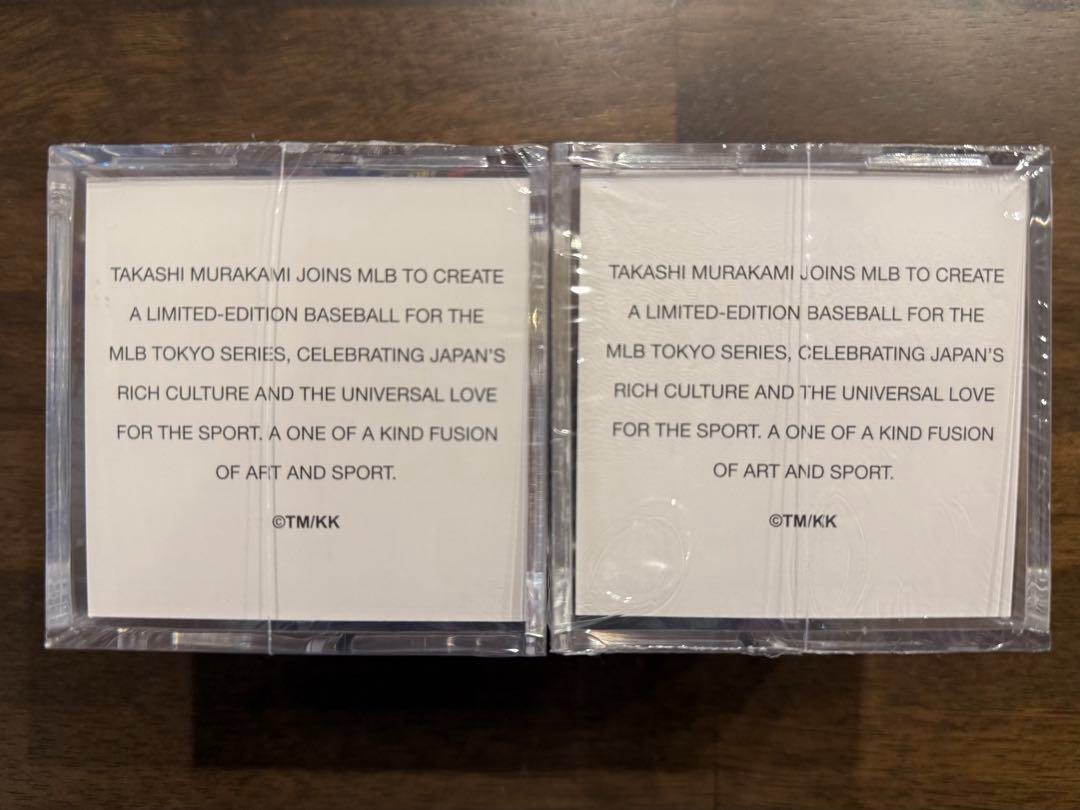 TAKASHI MURAKAMI JOINS MLB TO CREATE
A LIMITED-EDITION BASEBALL FOR THE
MLB TOKYO SERIES, CELEBRATING JAPAN'S
RICH CULTURE AND THE UNIVERSAL LOVE
FOR THE SPORT. A ONE OF A KIND FUSION
OF ART AND SPORT.
©TM/KK
TAKASHI MURAKAMI JOINS MLB TO CREATE
A LIMITED-EDITION BASEBALL FOR THE
MLB TOKYO SERIES, CELEBRATING JAPAN'S
RICH CULTURE AND THE UNIVERSAL LOVE
FOR THE SPORT. A ONE OF A KIND FUSION
OF ART AND SPORT.
©TM/KK